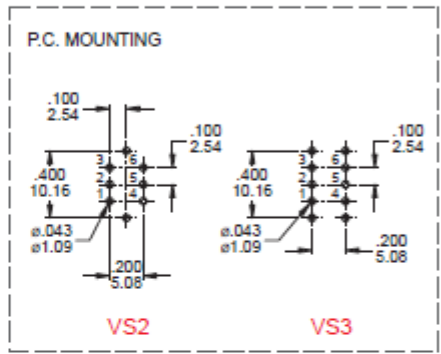 P.C. MOUNTING
.100
2.54
.100
2.54
.400
10.16
3 6
2 5
1 4
ø.043
ø1.09
.200
5.08
VS2
.100
2.54
.400
10.16
3 6
2 5
1 4
ø.043
ø1.09
.200
5.08
VS3